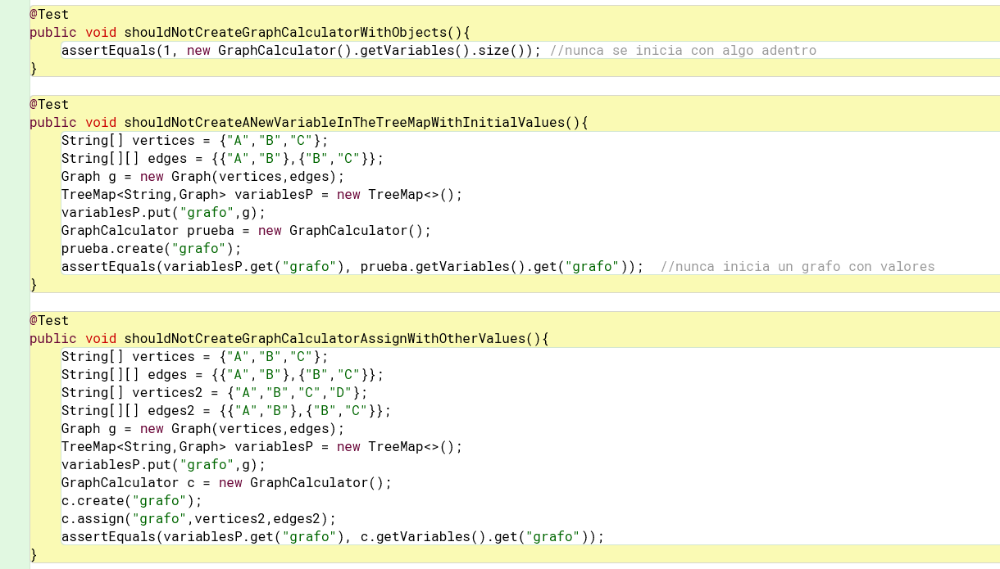 @Test
public void shouldNotCreateGraphCalculatorWithObjects(){
    assertEquals(1, new GraphCalculator().getVariables().size()); //nunca se inicia con algo adentro
}
@Test
public void shouldNotCreateANewVariableInTheTreeMapWithInitialValues(){
    String[] vertices = {"A","B","C"};
    String[][] edges = {{"A","B"},{"B","C"}};
    Graph g = new Graph(vertices,edges);
    TreeMap<String,Graph> variablesP = new TreeMap<>();
    variablesP.put("grafo",g);
    GraphCalculator prueba = new GraphCalculator();
    prueba.create("grafo");
    assertEquals(variablesP.get("grafo"), prueba.getVariables().get("grafo"));  //nunca inicia un grafo con valores
}
@Test
public void shouldNotCreateGraphCalculatorAssignWithOtherValues(){
    String[] vertices = {"A","B","C"};
    String[][] edges = {{"A","B"},{"B","C"}};
    String[] vertices2 = {"A","B","C","D"};
    String[][] edges2 = {{"A","B"},{"B","C"}};
    Graph g = new Graph(vertices,edges);
    TreeMap<String,Graph> variablesP = new TreeMap<>();
    variablesP.put("grafo",g);
    GraphCalculator c = new GraphCalculator();
    c.create("grafo");
    c.assign("grafo",vertices2,edges2);
    assertEquals(variablesP.get("grafo"), c.getVariables().get("grafo"));
}